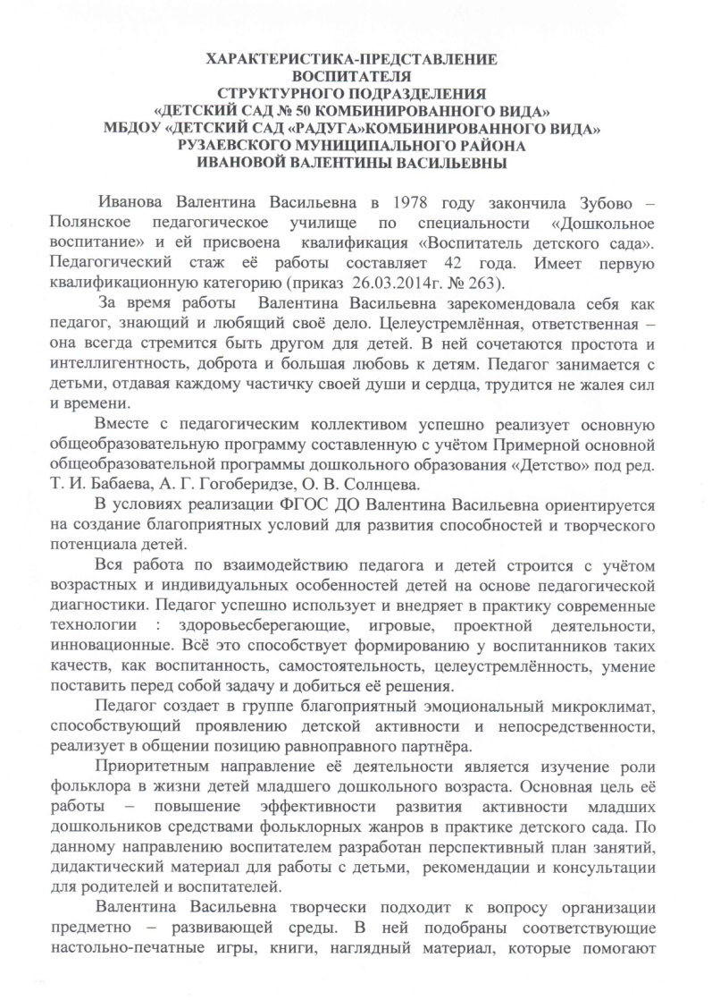 ХАРАКТЕРИСТИКА-ПРЕДСТАВЛЕНИЕ
ВОСПИТАТЕЛЯ
СТРУКТУРНОГО ПОДРАЗДЕЛЕНИЯ
«ДЕТСКИЙ САД № 50 КОМБИНИРОВАННОГО ВИДА»
МБДОУ «ДЕТСКИЙ САД «РАДУГА»КОМБИНИРОВАННОГО ВИДА»
РУЗАЕВСКОГО МУНИЦИПАЛЬНОГО РАЙОНА
ИВАНОВОЙ ВАЛЕНТИНЫ ВАСИЛЬЕВНЫ
Иванова Валентина Васильевна в 1978 году закончила Зубово –
Полянское педагогическое училище по специальности «Дошкольное
воспитание» и ей присвоена квалификация «Воспитатель детского сада».
Педагогический стаж её работы составляет 42 года. Имеет первую
квалификационную категорию (приказ 26.03.2014г. № 263).
За время работы Валентина Васильевна зарекомендовала себя как
педагог, знающий и любящий своё дело. Целеустремлённая, ответственная –
она всегда стремится быть другом для детей. В ней сочетаются простота и
интеллигентность, доброта и большая любовь к детям. Педагог занимается с
детьми, отдавая каждому частичку своей души и сердца, трудится не жалея сил
и времени.
Вместе с педагогическим коллективом успешно реализует основную
общеобразовательную программу составленную с учётом Примерной основной
общеобразовательной программы дошкольного образования «Детство» под ред.
Т. И. Бабаева, А. Г. Гогоберидзе, О. В. Солнцева.
В условиях реализации ФГОС ДО Валентина Васильевна ориентируется
на создание благоприятных условий для развития способностей и творческого
потенциала детей.
Вся работа по взаимодействию педагога и детей строится с учётом
возрастных и индивидуальных особенностей детей на основе педагогической
диагностики. Педагог успешно использует и внедряет в практику современные
технологии : здоровьесберегающие, игровые, проектной деятельности,
инновационные. Всё это способствует формированию у воспитанников таких
качеств, как воспитанность, самостоятельность, целеустремлённость, умение
поставить перед собой задачу и добиться её решения.
Педагог создает в группе благоприятный эмоциональный микроклимат,
способствующий проявлению детской активности и непосредственности,
реализует в общении позицию равноправного партнёра.
Приоритетным направление её деятельности является изучение роли
фольклора в жизни детей младшего дошкольного возраста. Основная цель её
работы – повышение эффективности развития активности младших
дошкольников средствами фольклорных жанров в практике детского сада. По
данному направлению воспитателем разработан перспективный план занятий,
дидактический материал для работы с детьми, рекомендации и консультации
для родителей и воспитателей.
Валентина Васильевна творчески подходит к вопросу организации
предметно – развивающей среды. В ней подобраны соответствующие
настольно-печатные игры, книги, наглядный материал, которые помогают